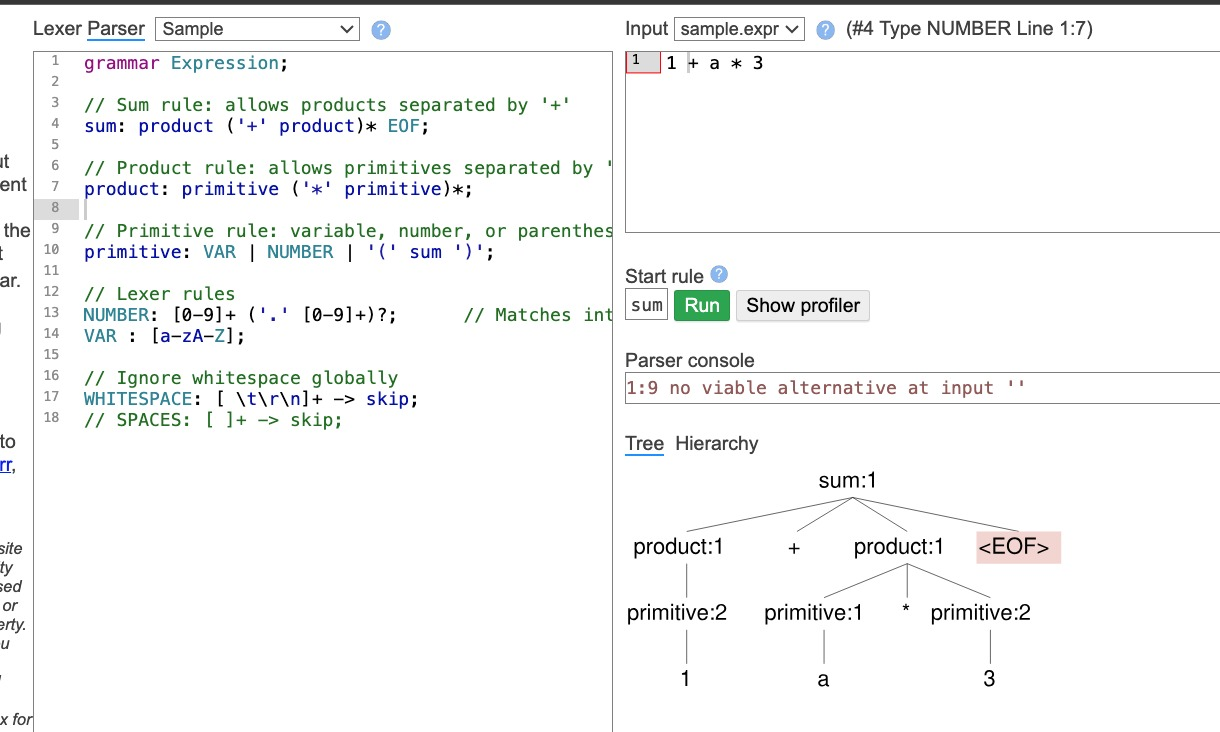 Lexer Parser Sample ?
1 grammar Expression;
2
3 // Sum rule: allows products separated by '+'
4 sum: product ('+' product)* EOF;
5
6 // Product rule: allows primitives separated by '
7 product: primitive ('*' primitive)*;
8
9 // Primitive rule: variable, number, or parenthes
10 primitive: VAR | NUMBER | '(' sum ')';
11
12 // Lexer rules
13 NUMBER: [0-9]+ ('.' [0-9]+)?; // Matches int
14 VAR : [a-zA-Z];
15
16 // Ignore whitespace globally
17 WHITESPACE: [ \t\r\n]+ -> skip;
18 // SPACES: [ ]+ -> skip;
ut
ent
the
t
ar.
to
rr,
site
ty
sed
or
erty.
u
x for
Input sample.expr ? (#4 Type NUMBER Line 1:7)
1 1 + a * 3
Start rule ?
sum Run Show profiler
Parser console
1:9 no viable alternative at input ''
Tree Hierarchy
sum:1
product:1 + product:1 <EOF>
primitive:2 primitive:1 * primitive:2
1 a 3